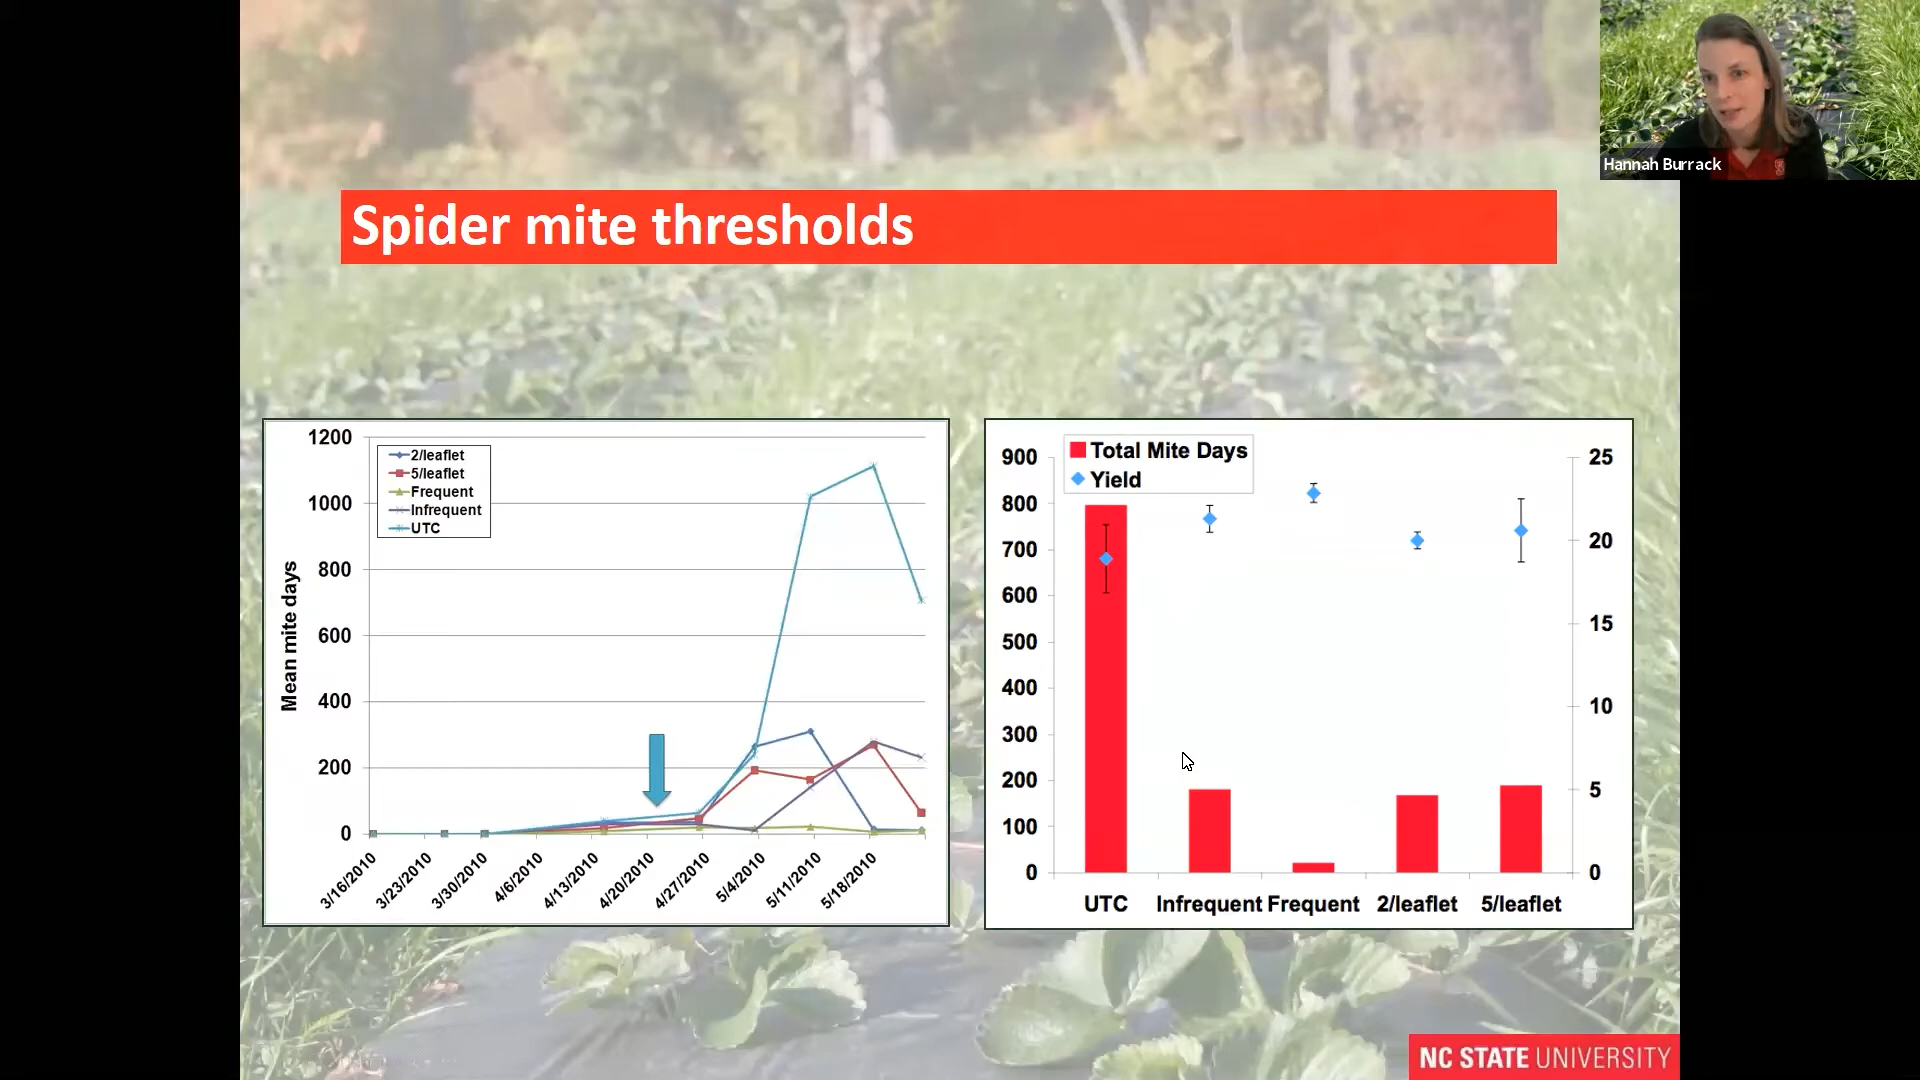 Hannah Burrack
Spider mite thresholds
1200
1000
800
600
400
200
0
Mean mite days
2/leaflet
5/leaflet
Frequent
Infrequent
UTC
3/16/2010
3/23/2010
3/30/2010
4/6/2010
4/13/2010
4/20/2010
4/27/2010
5/4/2010
5/11/2010
5/18/2010
Total Mite Days
Yield
900
800
700
600
500
400
300
200
100
0
25
20
15
10
5
0
UTC Infrequent Frequent 2/leaflet 5/leaflet
NC STATE UNIVERSITY